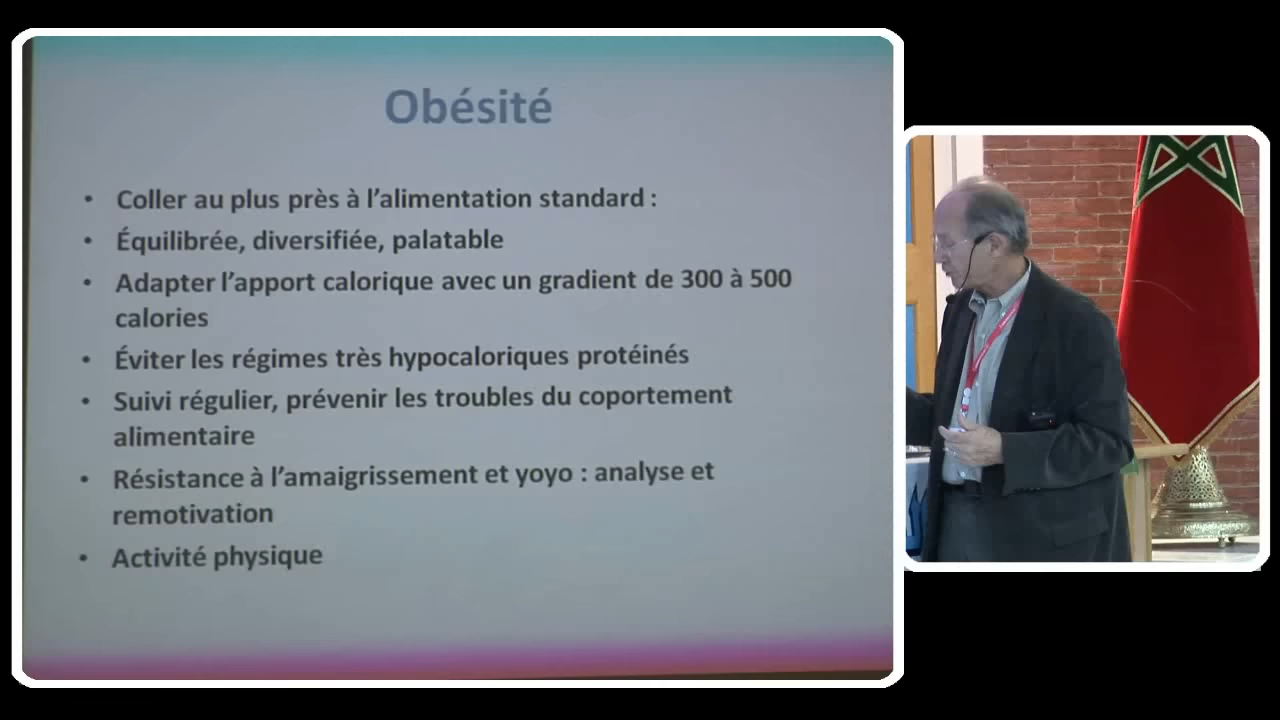 Obésité
• Coller au plus près à l’alimentation standard :
• Équilibrée, diversifiée, palatable
• Adapter l’apport calorique avec un gradient de 300 à 500
calories
• Éviter les régimes très hypocaloriques protéinés
• Suivi régulier, prévenir les troubles du coportement
alimentaire
• Résistance à l’amaigrissement et yoyo : analyse et
remotivation
• Activité physique